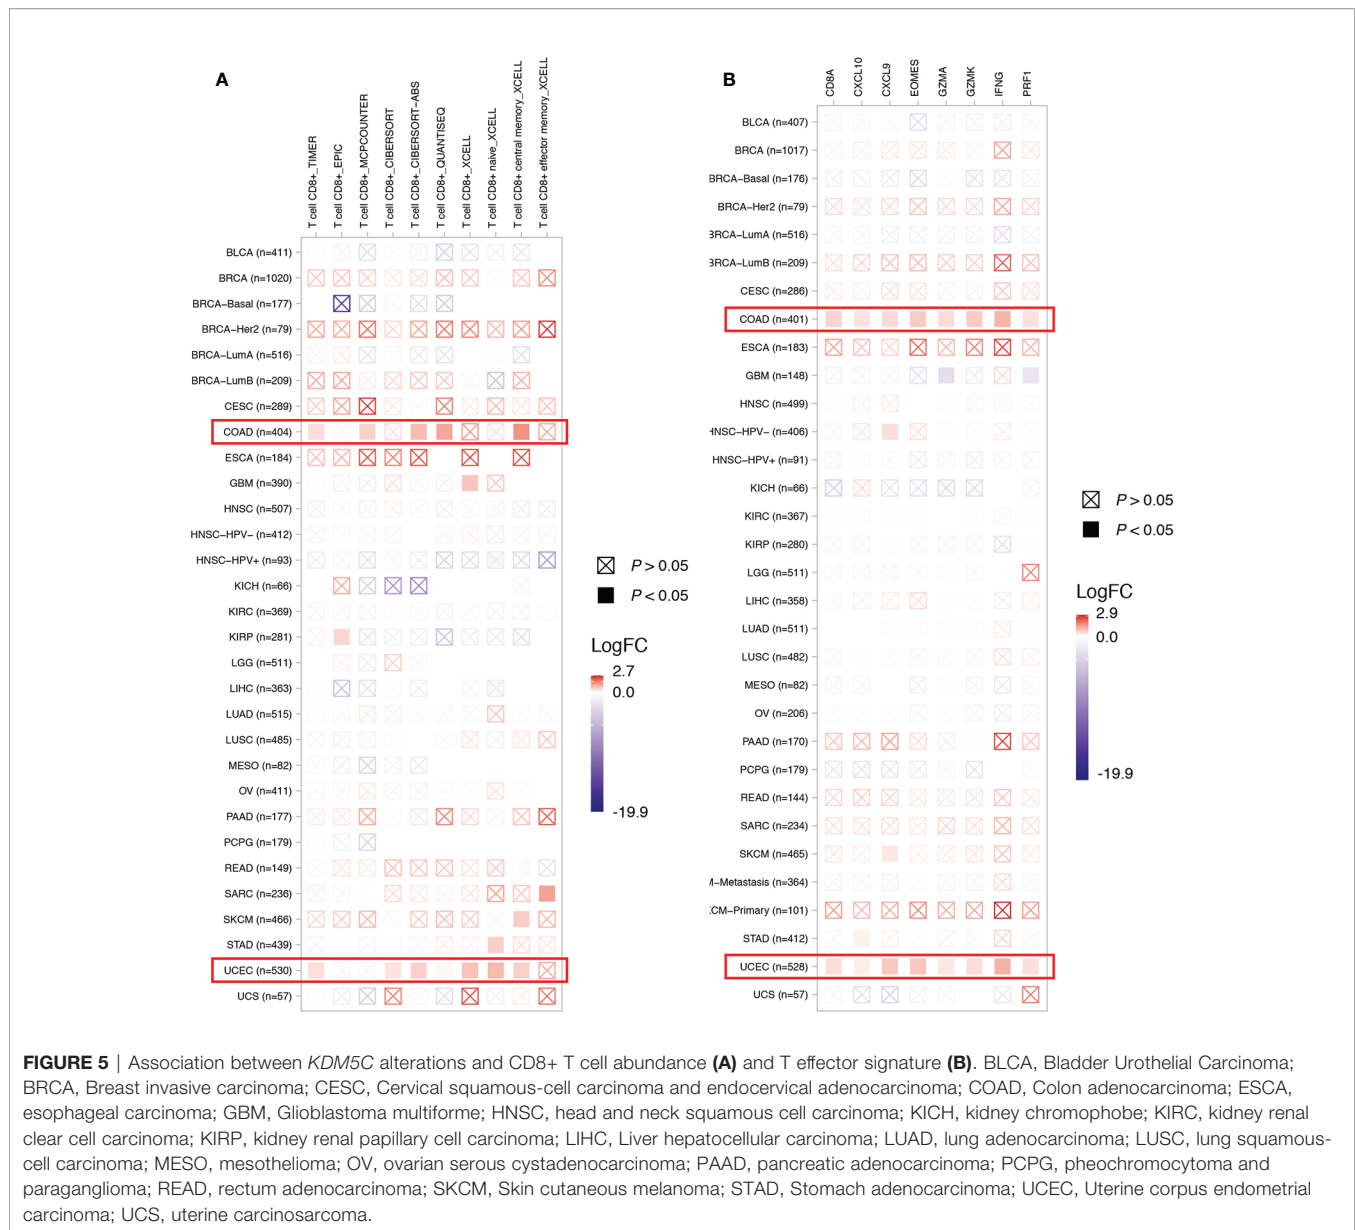 A
T cell CD8+_TIMER
T cell CD8+_EPIC
T cell CD8+_MCPCOUNTER
T cell CD8+_CIBERSORT
T cell CD8+_CIBERSORT-ABS
T cell CD8+_QUANTISEQ
T cell CD8+_XCELL
T cell CD8+ naive_XCELL
T cell CD8+ central memory_XCELL
T cell CD8+ effector memory_XCELL
BLCA (n=411)
BRCA (n=1020)
BRCA-Basal (n=177)
BRCA-Her2 (n=79)
BRCA-LumA (n=516)
BRCA-LumB (n=209)
CESC (n=289)
COAD (n=404)
ESCA (n=184)
GBM (n=390)
HNSC (n=507)
HNSC-HPV- (n=412)
HNSC-HPV+ (n=93)
KICH (n=66)
KIRC (n=369)
KIRP (n=281)
LGG (n=511)
LIHC (n=363)
LUAD (n=515)
LUSC (n=485)
MESO (n=82)
OV (n=411)
PAAD (n=177)
PCPG (n=179)
READ (n=149)
SARC (n=236)
SKCM (n=466)
STAD (n=439)
UCEC (n=530)
UCS (n=57)
P > 0.05
P < 0.05
LogFC
2.7
0.0
-19.9
B
CD8A
CXCL10
CXCL9
EOMES
GZMA
GZMK
IFNG
PRF1
BLCA (n=407)
BRCA (n=1017)
BRCA-Basal (n=176)
BRCA-Her2 (n=79)
BRCA-LumA (n=516)
BRCA-LumB (n=209)
CESC (n=286)
COAD (n=401)
ESCA (n=183)
GBM (n=148)
HNSC (n=499)
HNSC-HPV- (n=406)
HNSC-HPV+ (n=91)
KICH (n=66)
KIRC (n=367)
KIRP (n=280)
LGG (n=511)
LIHC (n=358)
LUAD (n=511)
LUSC (n=482)
MESO (n=82)
OV (n=206)
PAAD (n=170)
PCPG (n=179)
READ (n=144)
SARC (n=234)
SKCM (n=465)
M-Metastasis (n=364)
CM-Primary (n=101)
STAD (n=412)
UCEC (n=528)
UCS (n=57)
P > 0.05
P < 0.05
LogFC
2.9
0.0
-19.9
FIGURE 5 | Association between KDM5C alterations and CD8+ T cell abundance (A) and T effector signature (B). BLCA, Bladder Urothelial Carcinoma;
BRCA, Breast invasive carcinoma; CESC, Cervical squamous-cell carcinoma and endocervical adenocarcinoma; COAD, Colon adenocarcinoma; ESCA,
esophageal carcinoma; GBM, Glioblastoma multiforme; HNSC, head and neck squamous cell carcinoma; KICH, kidney chromophobe; KIRC, kidney renal
clear cell carcinoma; KIRP, kidney renal papillary cell carcinoma; LIHC, Liver hepatocellular carcinoma; LUAD, lung adenocarcinoma; LUSC, lung squamous-
cell carcinoma; MESO, mesothelioma; OV, ovarian serous cystadenocarcinoma; PAAD, pancreatic adenocarcinoma; PCPG, pheochromocytoma and
paraganglioma; READ, rectum adenocarcinoma; SKCM, Skin cutaneous melanoma; STAD, Stomach adenocarcinoma; UCEC, Uterine corpus endometrial
carcinoma; UCS, uterine carcinosarcoma.